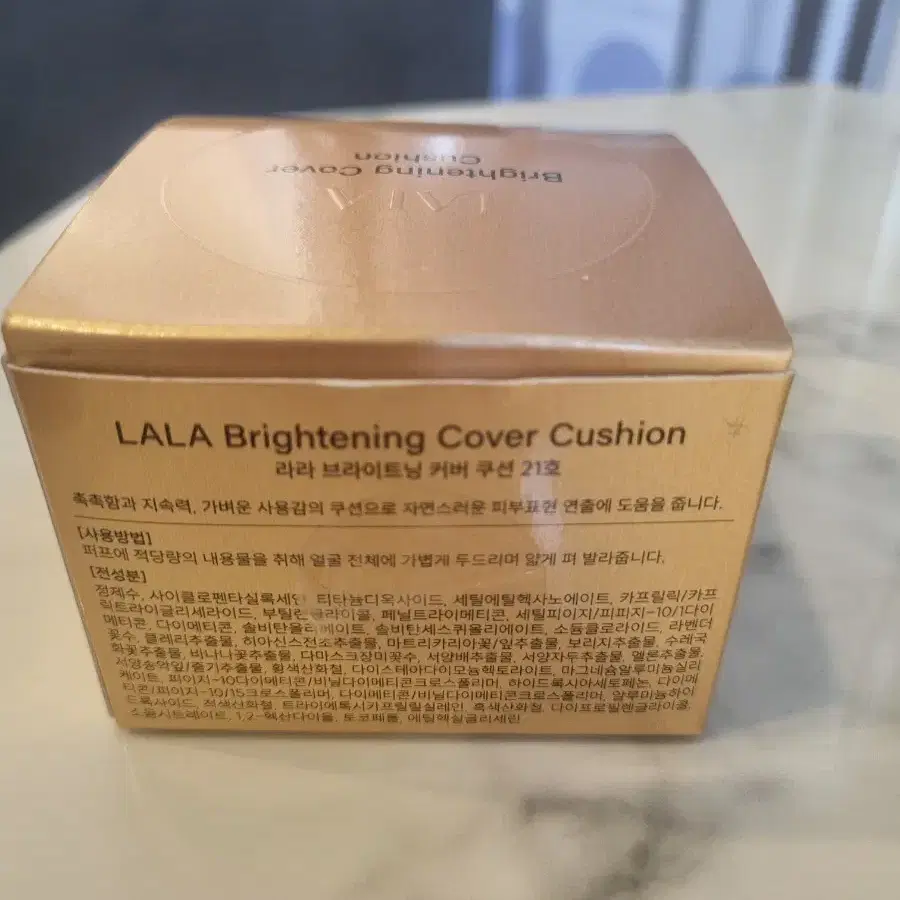 Brightening Cover
Cushion
LALA
LALA Brightening Cover Cushion
라라 브라이트닝 커버 쿠션 21호
촉촉함과 지속력, 가벼운 사용감의 쿠션으로 자연스러운 피부표현 연출에 도움을 줍니다.
[사용방법]
퍼프에 적당량의 내용물을 취해 얼굴 전체에 가볍게 두드리며 얇게 펴 발라줍니다.
[전성분]
정제수, 사이클로펜타실록세인, 티타늄디옥사이드, 세틸에틸헥사노에이트, 카프릴릭/카프
릭트라이글리세라이드, 부틸렌글라이콜, 페닐트라이메티콘, 세틸피이지/피피지-10/1다이
메티콘, 다이메티콘, 솔비탄올리에이트, 솔비탄세스퀴올리에이트, 소듐클로라이드, 라벤더
꽃수, 클레리추출물, 히아신스전초추출물, 마트리카리아꽃/잎추출물, 보리지추출물, 수레국
화꽃추출물, 바나나꽃추출물, 다마스크장미꽃수, 서양배추출물, 서양자두추출물, 멜론추출물,
서양송악잎/줄기추출물, 황색산화철, 다이스테아다이모늄헥토라이트, 마그네슘알루미늄실리
케이트, 피이지-10다이메티콘/비닐다이메티콘크로스폴리머, 하이드록시아세토페논, 다이메
티콘/피이지-10/15크로스폴리머, 다이메티콘/비닐다이메티콘크로스폴리머, 알루미늄하이
드록사이드, 적색산화철, 트라이에톡시카프릴릴실레인, 흑색산화철, 다이프로필렌글라이콜,
소듐시트레이트, 1,2-헥산다이올, 토코페롤, 에틸헥실글리세린